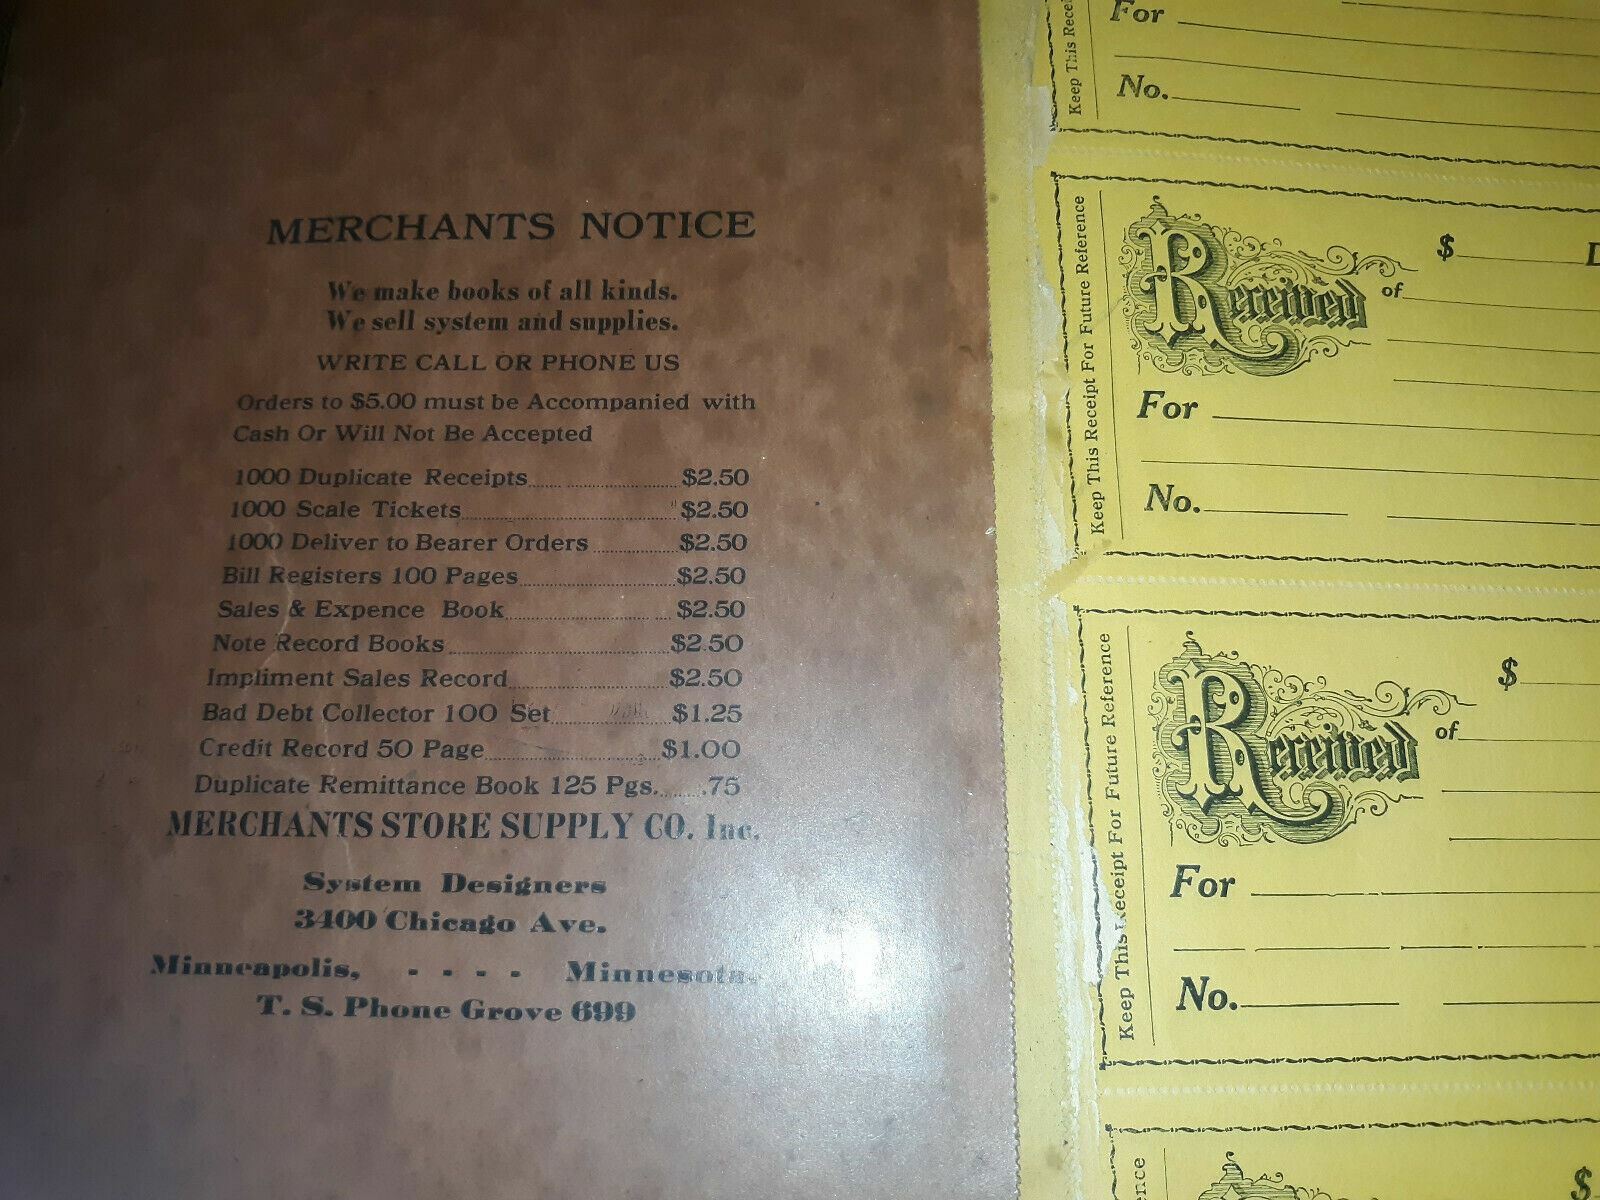 MERCHANTS NOTICE
We make books of all kinds.
We sell system and supplies.
WRITE CALL OR PHONE US
Orders to $5.00 must be Accompanied with
Cash Or Will Not Be Accepted
1000 Duplicate Receipts $2.50
1000 Scale Tickets " $2.50
1000 Deliver to Bearer Orders $2.50
Bill Registers 100 Pages $2.50
Sales & Expence Book $2.50
Note Record Books $2.50
Impliment Sales Record $2.50
Bad Debt Collector 100 Set $1.25
Credit Record 50 Page $1.00
Duplicate Remittance Book 125 Pgs. .75
MERCHANTS STORE SUPPLY CO. Inc.
System Designers
3400 Chicago Ave.
Minneapolis, - - - - Minnesota.
T. S. Phone Grove 699
Keep This Recei
For
No.
Keep This Receipt For Future Reference
Received
$
of
For
No.
Keep This Receipt For Future Reference
Received
$
of
For
No.
ence
$